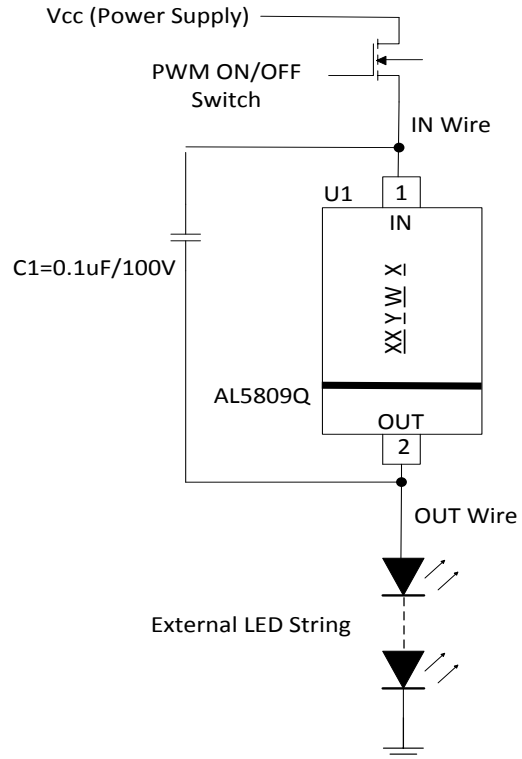 Vcc (Power Supply)
PWM ON/OFF
Switch
IN Wire
U1
1
IN
C1=0.1uF/100V
XX Y W X
AL5809Q
OUT
2
OUT Wire
External LED String